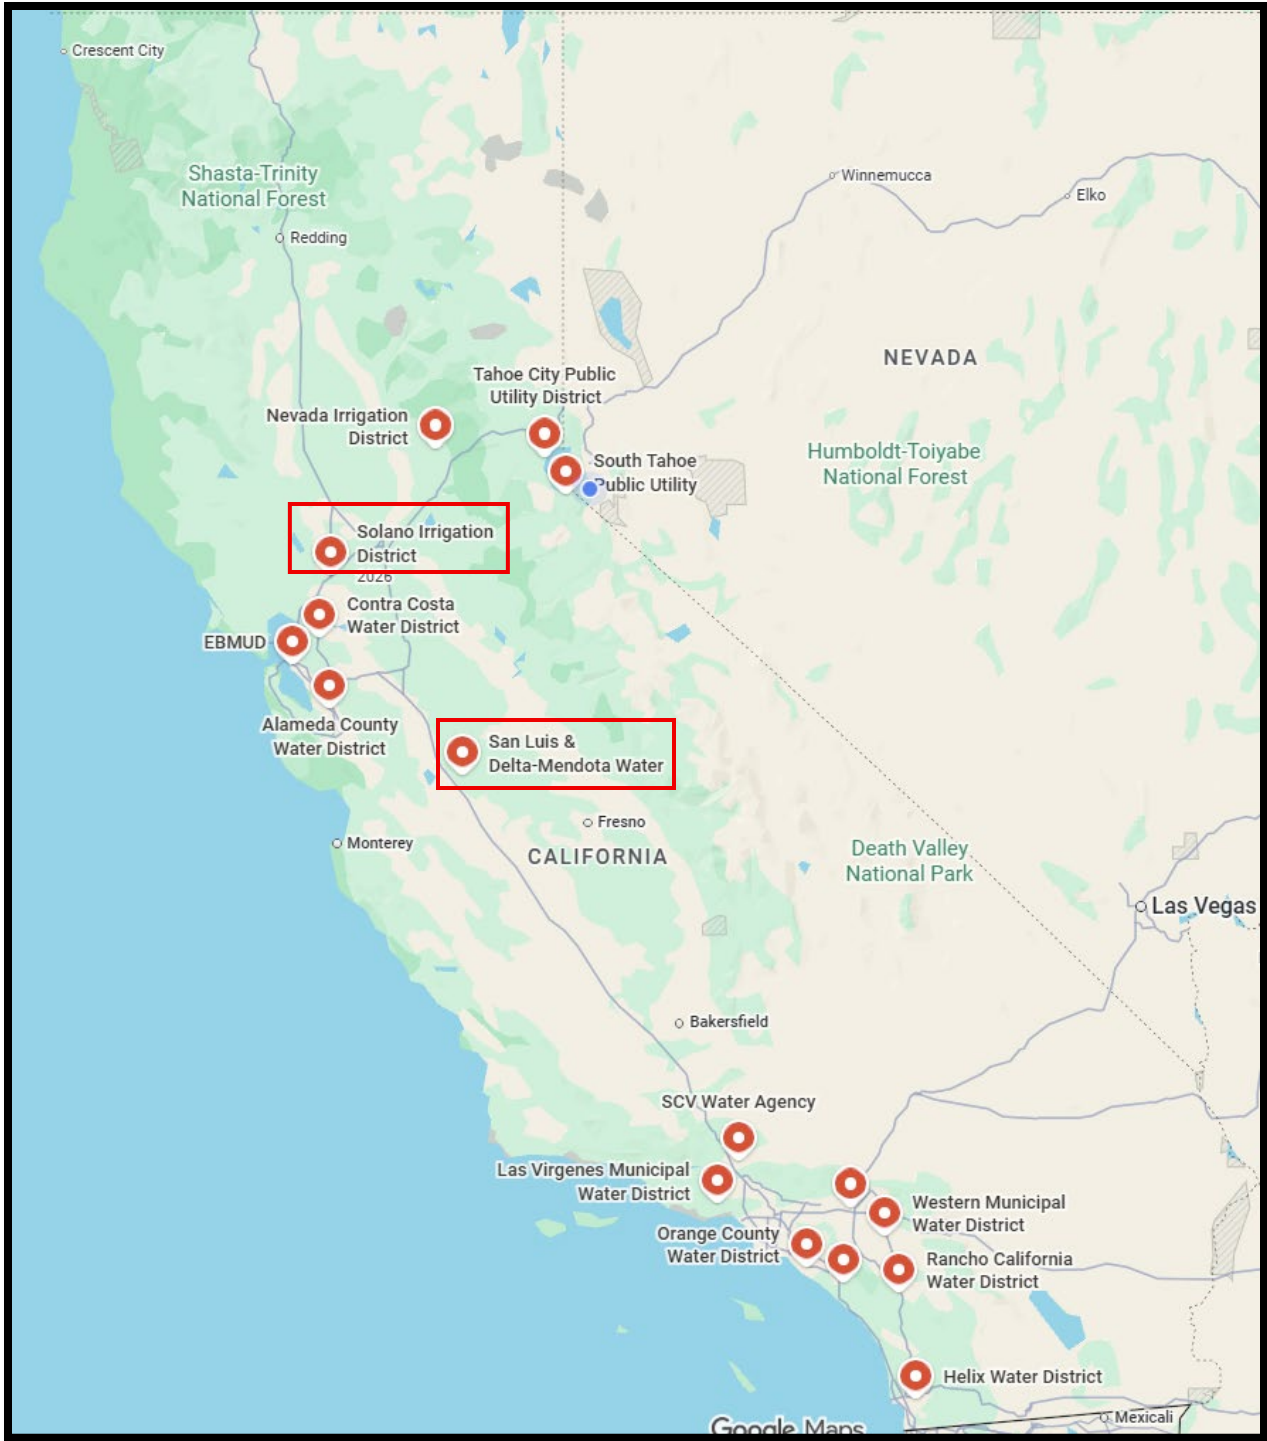 Crescent City
Shasta-Trinity
National Forest
Winnemucca
Elko
Redding
NEVADA
Tahoe City Public
Utility District
Nevada Irrigation
District
Humboldt-Toiyabe
National Forest
South Tahoe
Public Utility
Solano Irrigation
District
2026
Contra Costa
Water District
EBMUD
Alameda County
Water District
San Luis &
Delta-Mendota Water
Fresno
Monterey
CALIFORNIA
Death Valley
National Park
Las Vegas
Bakersfield
SCV Water Agency
Las Virgenes Municipal
Water District
Western Municipal
Water District
Orange County
Water District
Rancho California
Water District
Helix Water District
Mexicali
Google Maps